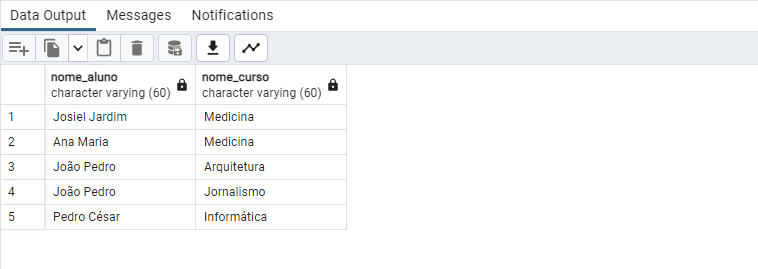 Data Output Messages Notifications
nome_aluno nome_curso
character varying (60) character varying (60)
1 Josiel Jardim Medicina
2 Ana Maria Medicina
3 João Pedro Arquitetura
4 João Pedro Jornalismo
5 Pedro César Informática